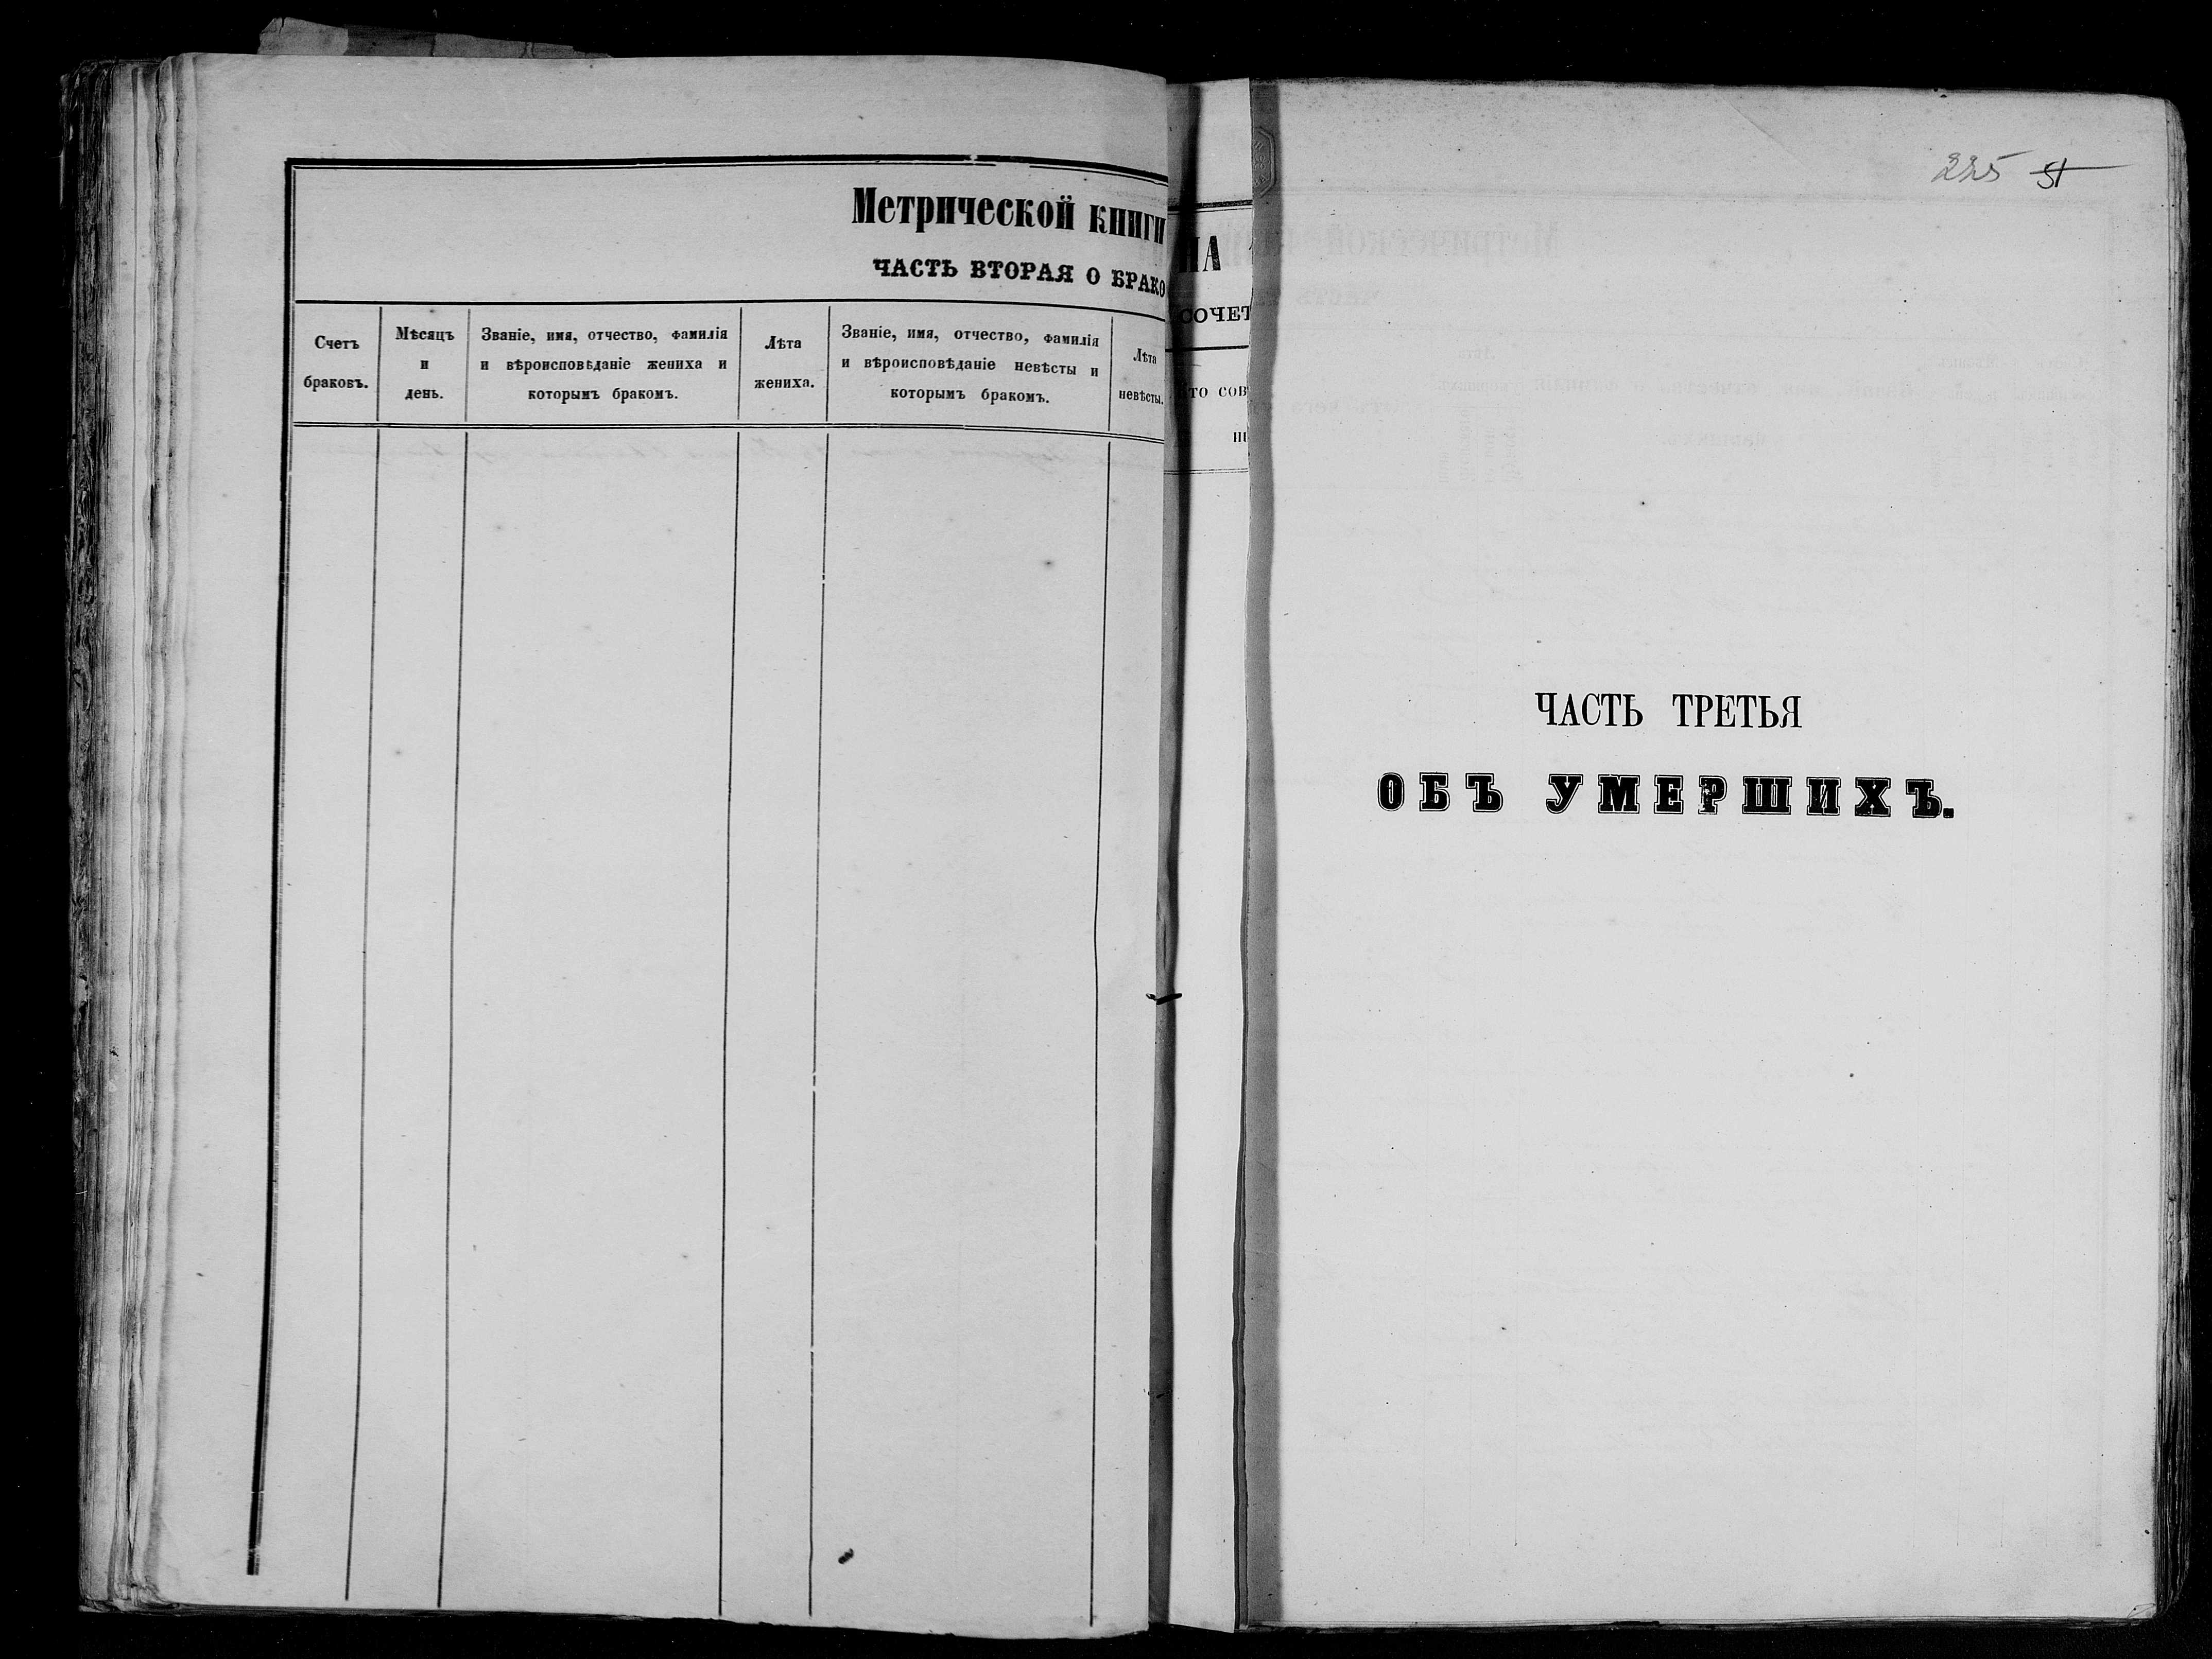 Метрической книги
ЧАСТЬ ВТОРАЯ О БРАКО
Счетъ
браковъ.
Мѣсяцъ
и
день.
Званіе, имя, отчество, фамилія
и вѣроисповѣданіе жениха и
которымъ бракомъ.
Лѣта
жениха.
Званіе, имя, отчество, фамилія
и вѣроисповѣданіе невѣсты и
которымъ бракомъ.
Лѣта
невѣсты.
НА
СОЧЕТ
то сов
225 51
ЧАСТЬ ТРЕТЬЯ
ОБЪ УМЕРШИХЪ.